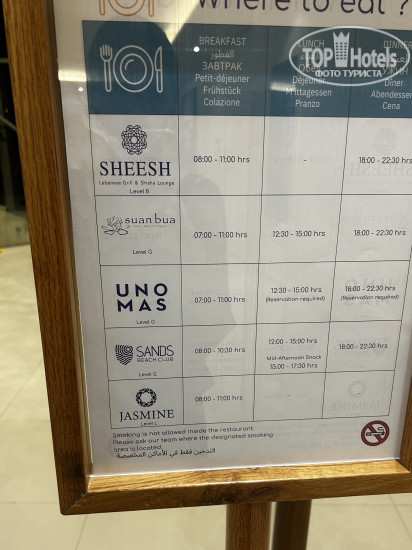 where to eat ?
TOPHotels
ФОТО ТУРИСТА
BREAKFAST
الفطور
ЗАВТРАК
Petit-déjeuner
Frühstück
Colazione
LUNCH
Déjeuner
Mittagessen
Pranzo
DINNER
Dîner
Abendessen
Cena
SHEESH
Lebanese Grill & Shisha Lounge
Level B
08:00 - 11:00 hrs
-
18:00 - 22:30 hrs
suan bua
Level G
07:00 - 11:00 hrs
12:30 - 15:00 hrs
18:00 - 22:30 hrs
UNO
MAS
Level G
07:00 - 11:00 hrs
12:30 - 15:00 hrs
(Reservation required)
18:00 - 22:30 hrs
(Reservation required)
SANDS
BEACH CLUB
Level G
08:00 - 10:30 hrs
12:00 - 15:00 hrs
Mid-Afternoon Snack
15:00 - 17:30 hrs
18:00 - 22:30 hrs
JASMINE
Level L
08:00 - 11:00 hrs
Smoking is not allowed inside the restaurant.
Please ask our team where the designated smoking
area is located.
التدخين فقط في الأماكن المخصصة